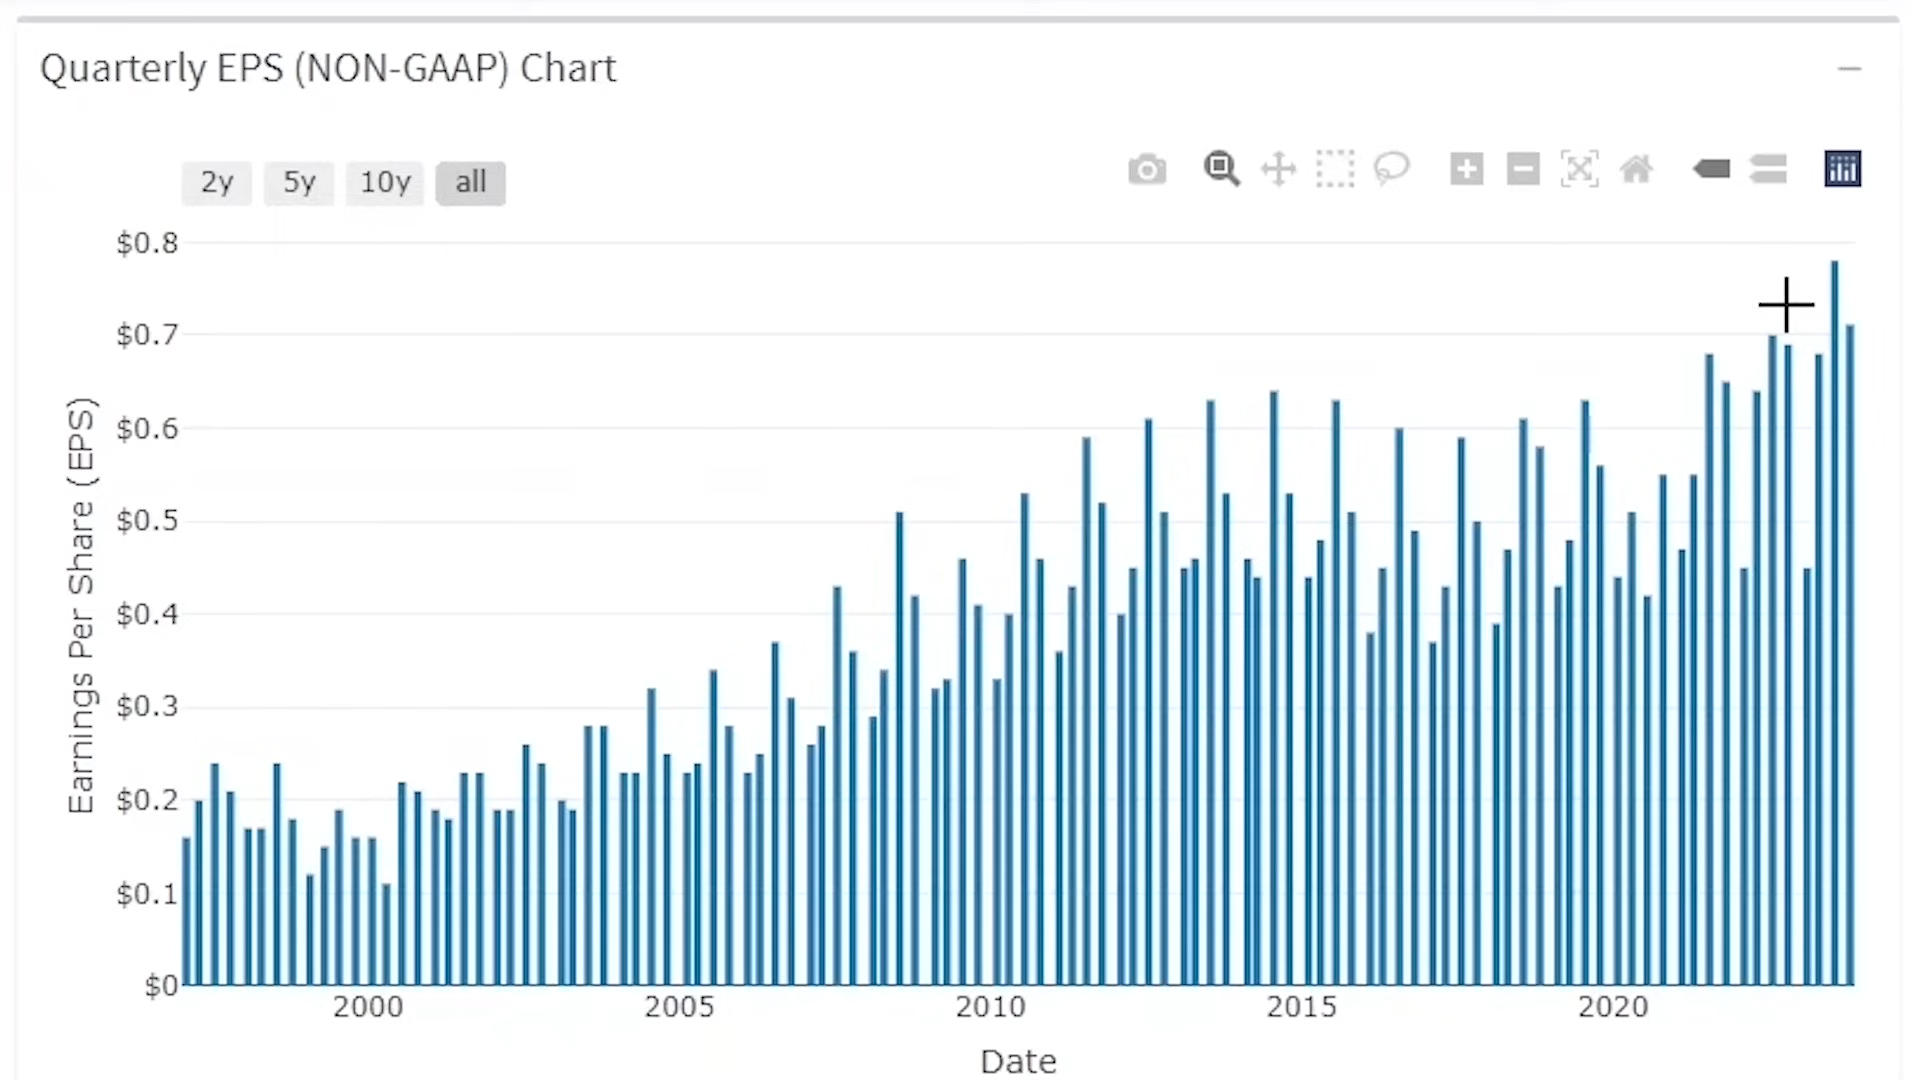 Quarterly EPS (NON-GAAP) Chart
2y 5y 10y all
$0.8
$0.7
$0.6
$0.5
$0.4
$0.3
$0.2
$0.1
$0
Earnings Per Share (EPS)
2000 2005 2010 2015 2020
Date